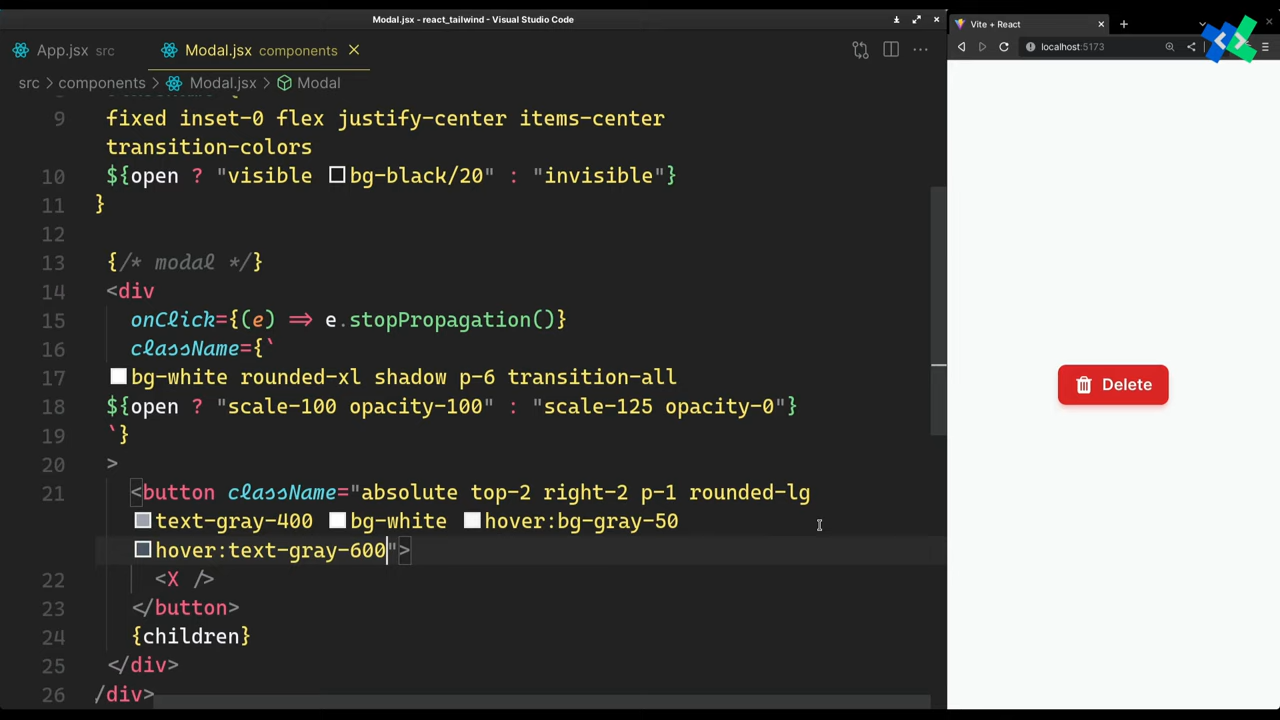 Modal.jsx - react_tailwind - Visual Studio Code
App.jsx src
Modal.jsx components
src > components > Modal.jsx > Modal
9 fixed inset-0 flex justify-center items-center
transition-colors
10 ${open ? "visible bg-black/20" : "invisible"}
11 }
12
13 {/* modal */}
14 <div
15 onClick={(e) => e.stopPropagation()}
16 className={`
17 bg-white rounded-xl shadow p-6 transition-all
18 ${open ? "scale-100 opacity-100" : "scale-125 opacity-0"}
19 `}
20 >
21 <button className="absolute top-2 right-2 p-1 rounded-lg
text-gray-400 bg-white hover:bg-gray-50
hover:text-gray-600">
22 <X />
23 </button>
24 {children}
25 </div>
26 /div>
Vite + React
localhost:5173
Delete